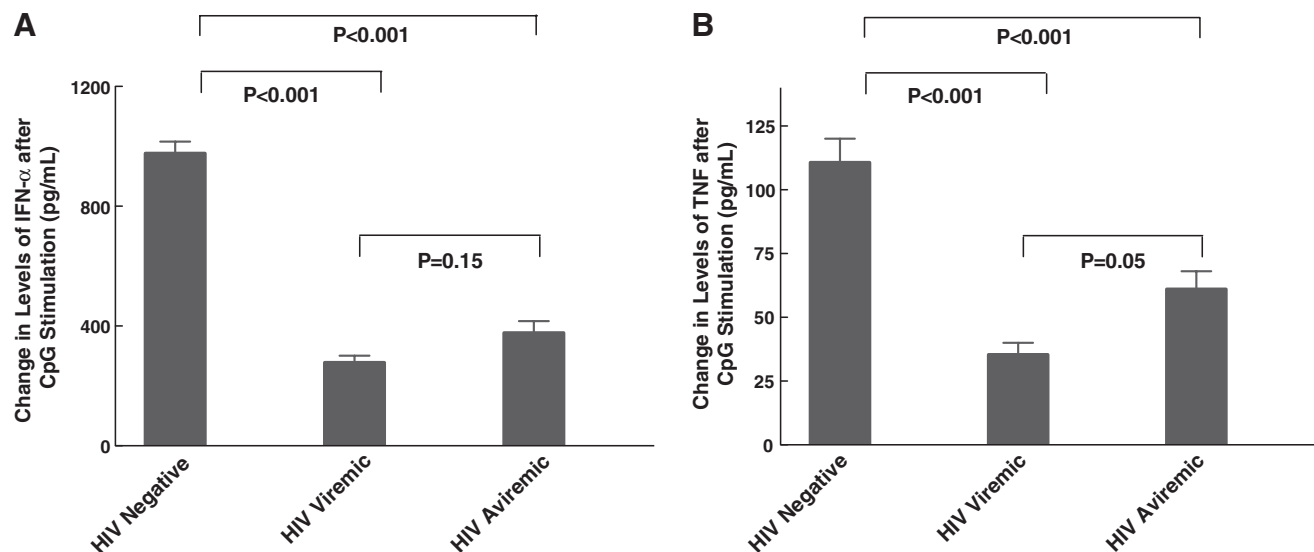 A
P<0.001
P<0.001
P=0.15
Change in Levels of IFN-α after
CpG Stimulation (pg/mL)
1200
800
400
0
HIV Negative
HIV Viremic
HIV Aviremic
B
P<0.001
P<0.001
P=0.05
Change in Levels of TNF after
CpG Stimulation (pg/mL)
125
100
75
50
25
0
HIV Negative
HIV Viremic
HIV Aviremic